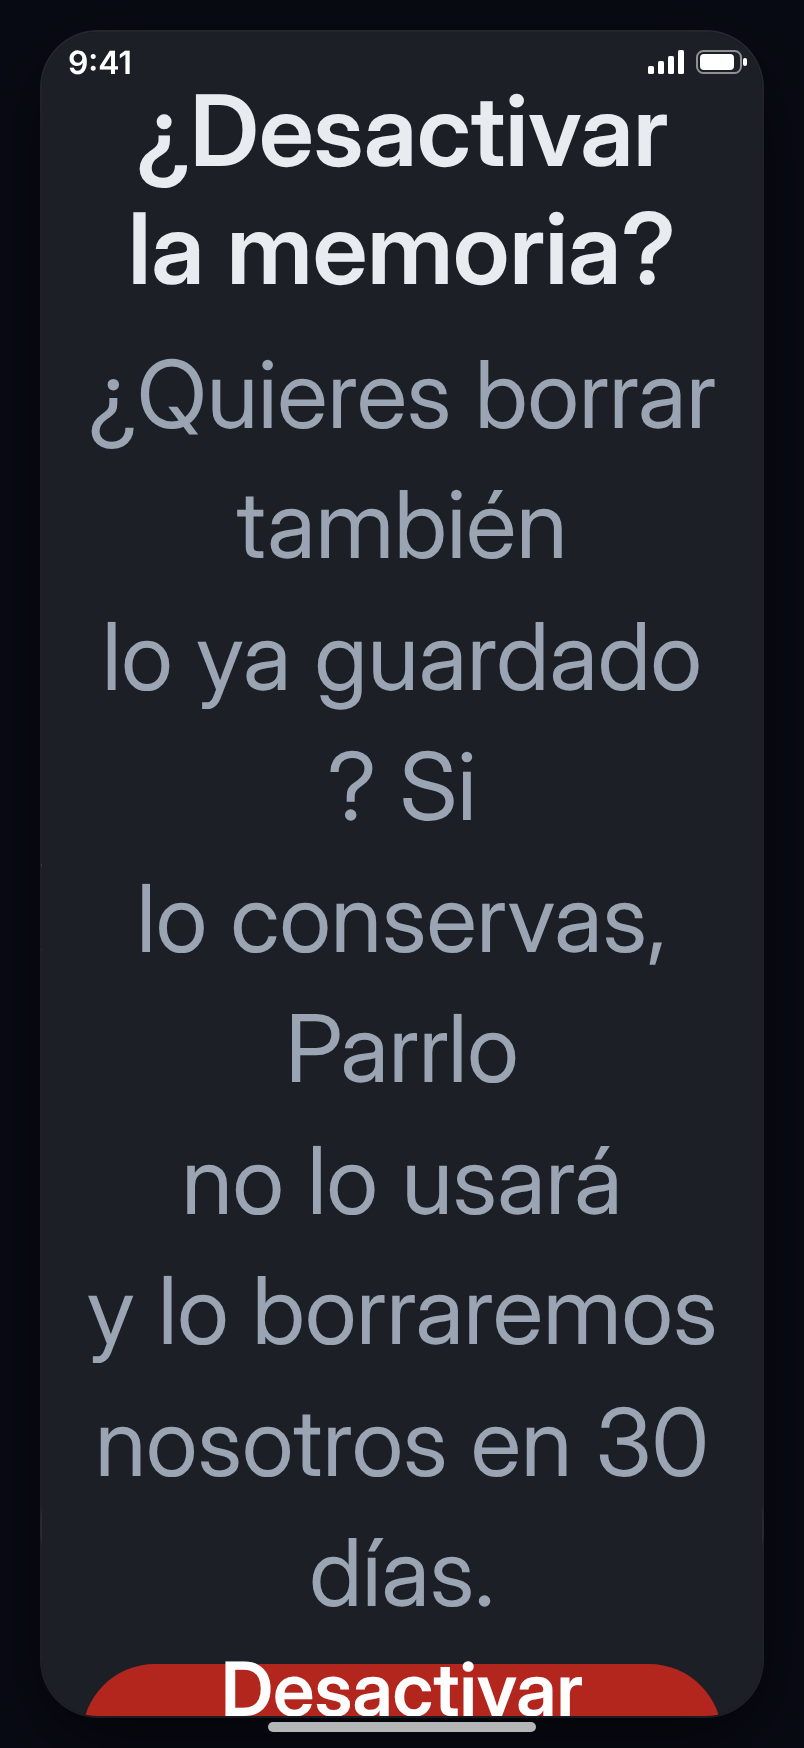 9:41
¿Desactivar
la memoria?
¿Quieres borrar
también
lo ya guardado
? Si
lo conservas,
Parrlo
no lo usará
y lo borraremos
nosotros en 30
días.
Desactivar